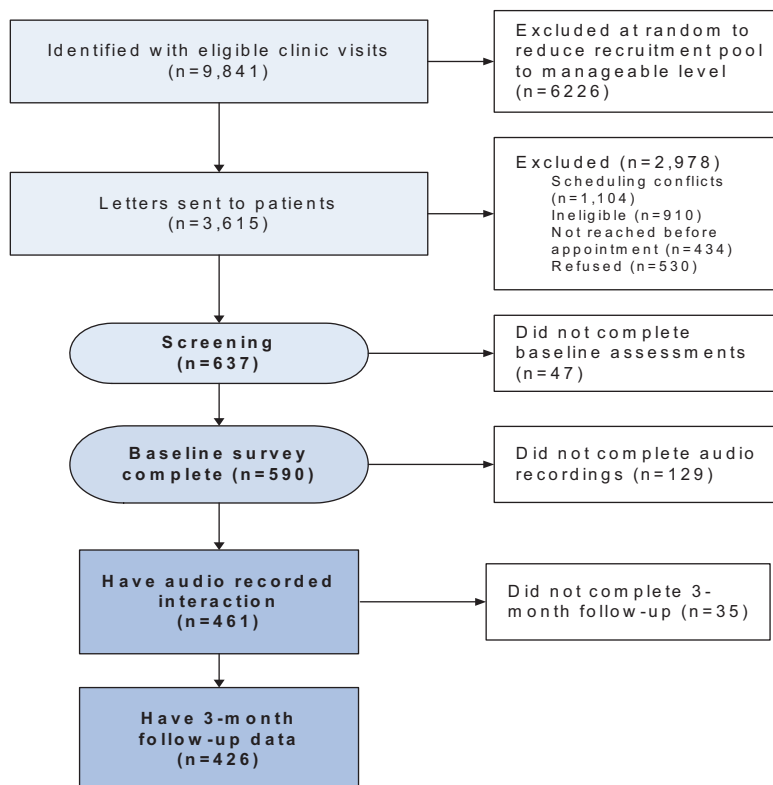 Identified with eligible clinic visits
(n=9,841)
Excluded at random to
reduce recruitment pool
to manageable level
(n=6226)
Letters sent to patients
(n=3,615)
Excluded (n=2,978)
Scheduling conflicts
(n=1,104)
Ineligible (n=910)
Not reached before
appointment (n=434)
Refused (n=530)
Screening
(n=637)
Did not complete
baseline assessments
(n=47)
Baseline survey
complete (n=590)
Did not complete audio
recordings (n=129)
Have audio recorded
interaction
(n=461)
Did not complete 3-
month follow-up (n=35)
Have 3-month
follow-up data
(n=426)